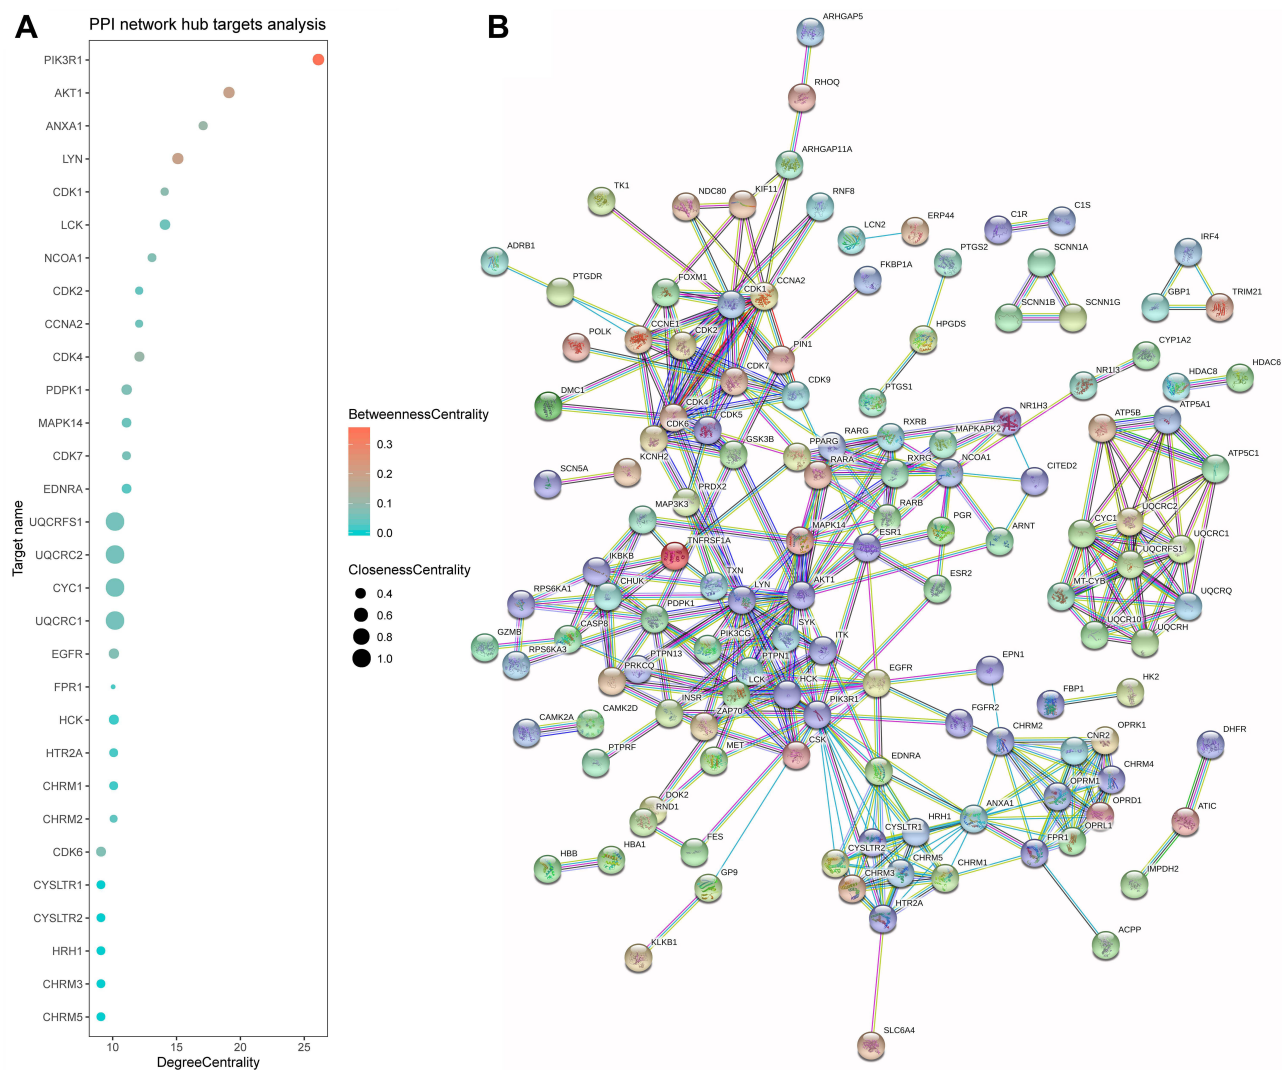 A
PPI network hub targets analysis
Target name
PIK3R1
AKT1
ANXA1
LYN
CDK1
LCK
NCOA1
CDK2
CCNA2
CDK4
PDPK1
MAPK14
CDK7
EDNRA
UQCRFS1
UQCRC2
CYC1
UQCRC1
EGFR
FPR1
HCK
HTR2A
CHRM1
CHRM2
CDK6
CYSLTR1
CYSLTR2
HRH1
CHRM3
CHRM5
10
15
20
25
DegreeCentrality
BetweennessCentrality
0.3
0.2
0.1
0.0
ClosenessCentrality
0.4
0.6
0.8
1.0
B
ARHGAP5
RHOQ
ARHGAP11A
TK1
NDC80
KIF11
RNF8
LCN2
ERP44
C1R
C1S
ADRB1
PTGDR
FOXM1
CDK1
CCNA2
FKBP1A
PTGS2
SCNN1A
SCNN1B
SCNN1G
IRF4
GBP1
TRIM21
POLK
CCNE1
CDK2
PIN1
HPGDS
CYP1A2
DMC1
CDK7
CDK9
PTGS1
NR1I3
HDAC8
HDAC6
CDK4
CDK6
CDK5
NR1H3
ATP5B
ATP5A1
KCNH2
GSK3B
PPARG
RARG
RXRB
MAPKAPK2
SCN5A
RARA
RXRG
NCOA1
CITED2
ATP5C1
PRDX2
MAP3K3
RARB
PGR
ARNT
CYC1
UQCRC2
UQCRC1
TNFRSF1A
MAPK14
ESR1
UQCRFS1
IKBKB
TXN
RPS6KA1
CHUK
LYN
AKT1
ESR2
MT-CYB
UQCRQ
PDPK1
CASP8
GZMB
RPS6KA3
PIK3CG
SYK
ITK
UQCR10
UQCRH
PTPN13
PTPN1
PRKCQ
LCK
HCK
EGFR
EPN1
HK2
INSR
PIK3R1
FBP1
CAMK2A
CAMK2D
ZAP70
FGFR2
CHRM2
OPRK1
CNR2
DHFR
PTPRF
MET
CSK
EDNRA
CHRM4
OPRM1
OPRD1
DOK2
RND1
ANXA1
OPRL1
ATIC
FES
CYSLTR1
HRH1
FPR1
HBB
HBA1
CYSLTR2
CHRM5
CHRM1
IMPDH2
GP9
CHRM3
HTR2A
KLKB1
ACPP
SLC6A4